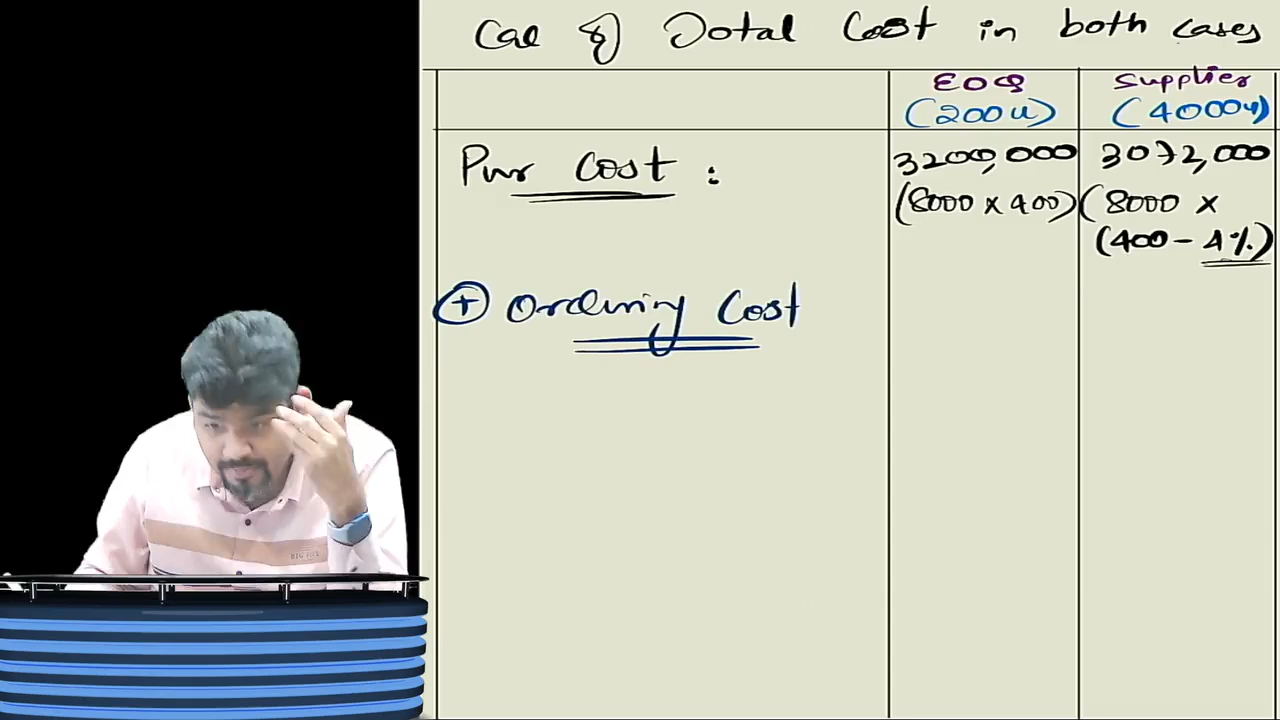 Cal of Total Cost in both cases
EOQ
(200u)
Supplier
(4000u)
Pur Cost :
3200,000
(8000 x 400)
3072,000
(8000 x
(400 - 4%)
+ Ordering Cost